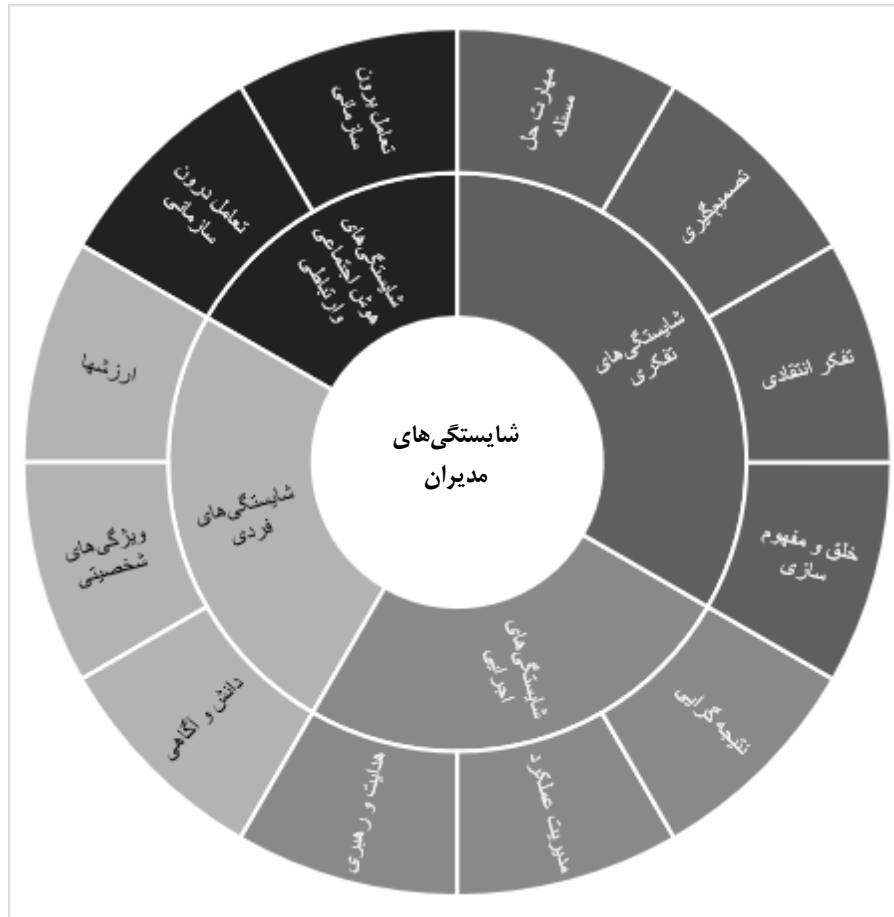 شایستگی‌های
مدیران
شایستگی‌های
تفکری
مهارت حل
مسئله
تصمیم‌گیری
تفکر انتقادی
خلق و مفهوم
سازی
شایستگی‌های
اجرایی
نتیجه گرایی
مدیریت عملکرد
هدایت و رهبری
شایستگی‌های
فردی
دانش و آگاهی
ویژگی‌های
شخصیتی
ارزشها
شایستگی‌های
هوش اجتماعی
و ارتباطی
تعامل درون
سازمانی
تعامل برون
سازمانی